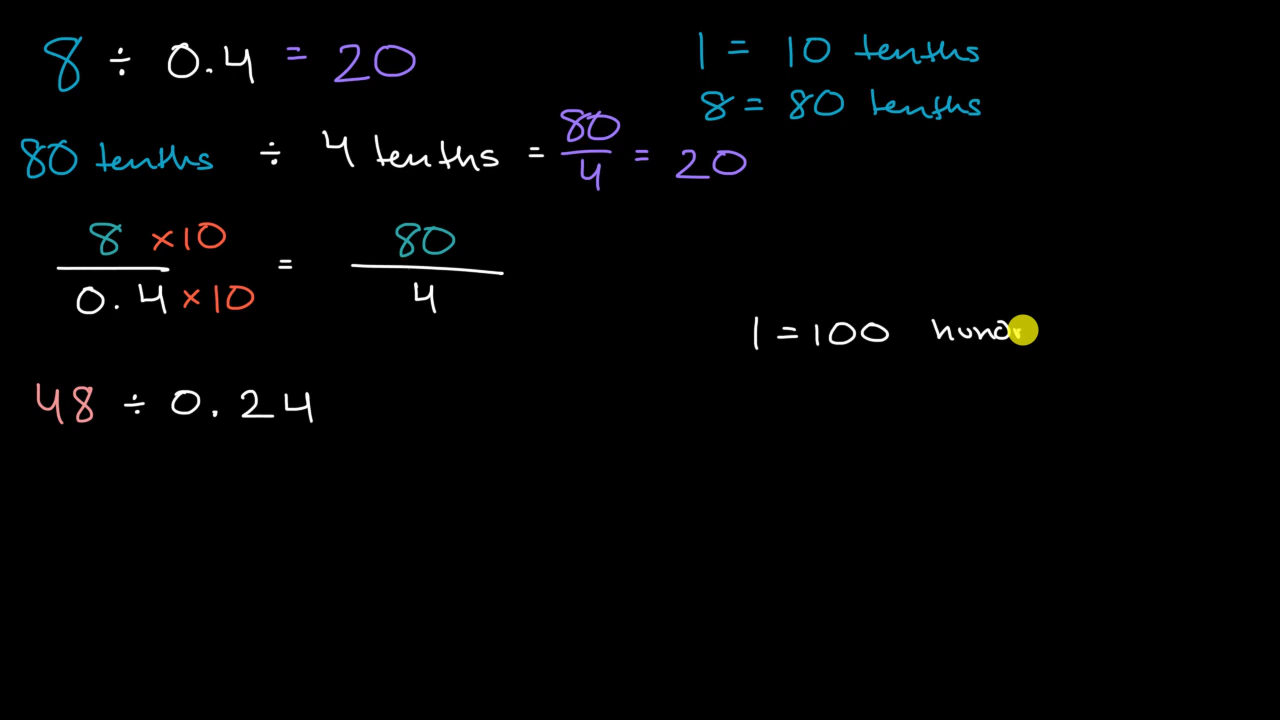 8 ÷ 0.4 = 20
1 = 10 tenths
8 = 80 tenths
80 tenths ÷ 4 tenths = 80/4 = 20
8 ×10 / 0.4 ×10 = 80 / 4
1 = 100 hundr
48 ÷ 0.24